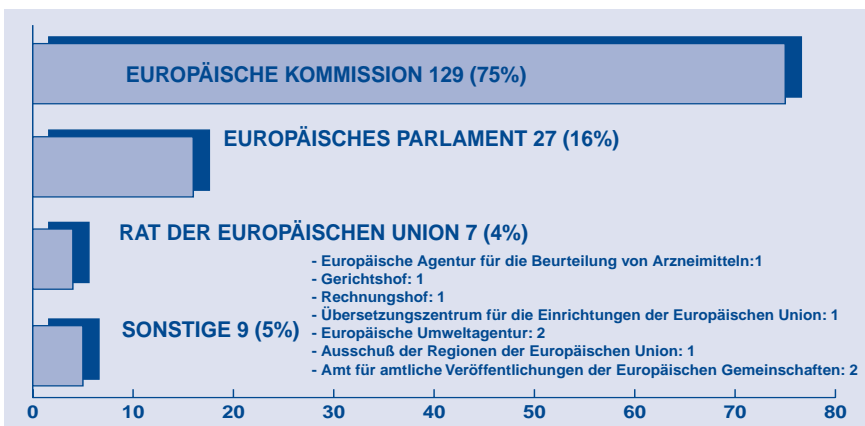 EUROPÄISCHE KOMMISSION 129 (75%)
EUROPÄISCHES PARLAMENT 27 (16%)
RAT DER EUROPÄISCHEN UNION 7 (4%)
- Europäische Agentur für die Beurteilung von Arzneimitteln:1
- Gerichtshof: 1
- Rechnungshof: 1
- Übersetzungszentrum für die Einrichtungen der Europäischen Union: 1
SONSTIGE 9 (5%)
- Europäische Umweltagentur: 2
- Ausschuß der Regionen der Europäischen Union: 1
- Amt für amtliche Veröffentlichungen der Europäischen Gemeinschaften: 2
0 10 20 30 40 50 60 70 80